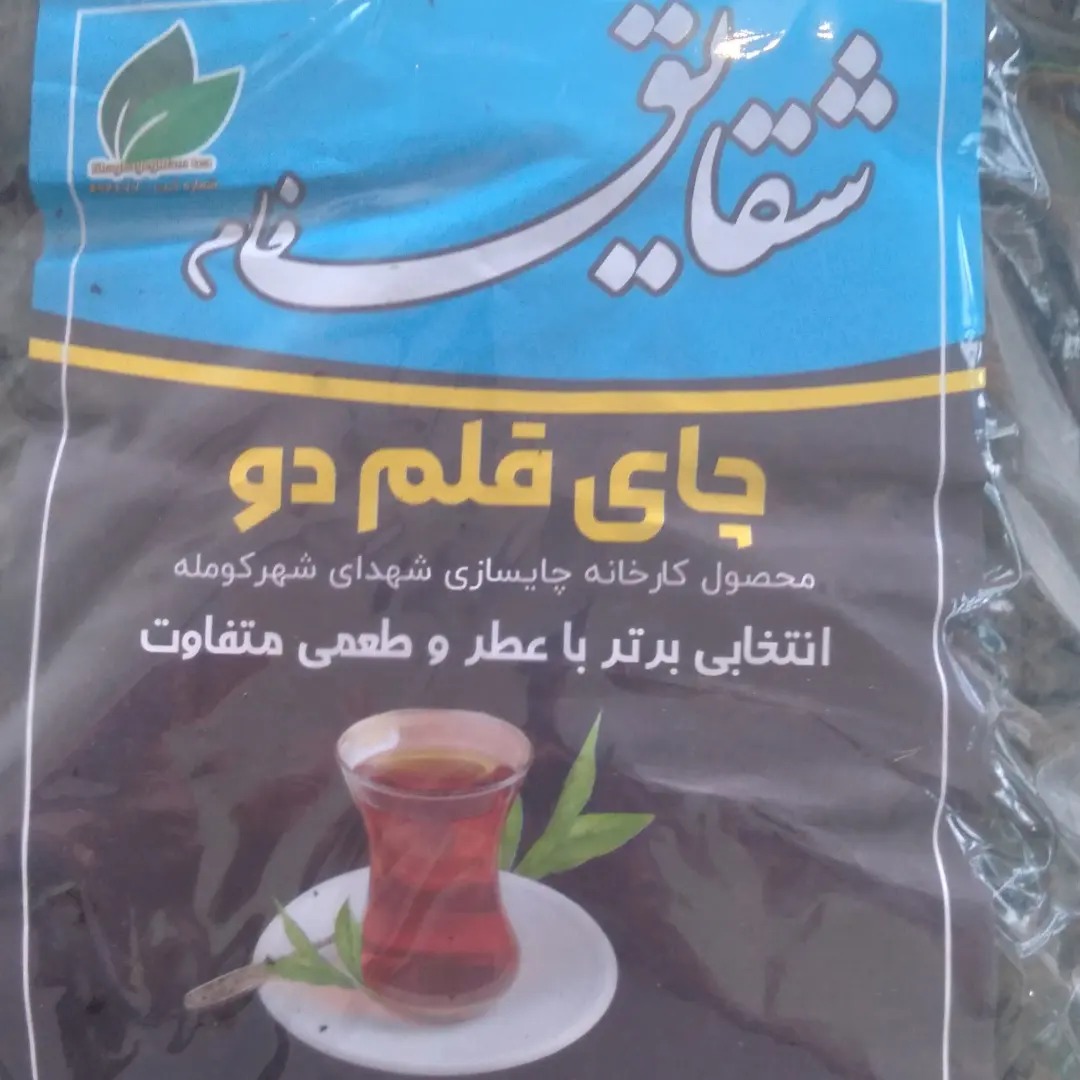 شقایق فام
چای قلم دو
محصول کارخانه چایسازی شهدای شهرکومله
انتخابی برتر با عطر و طعمی متفاوت